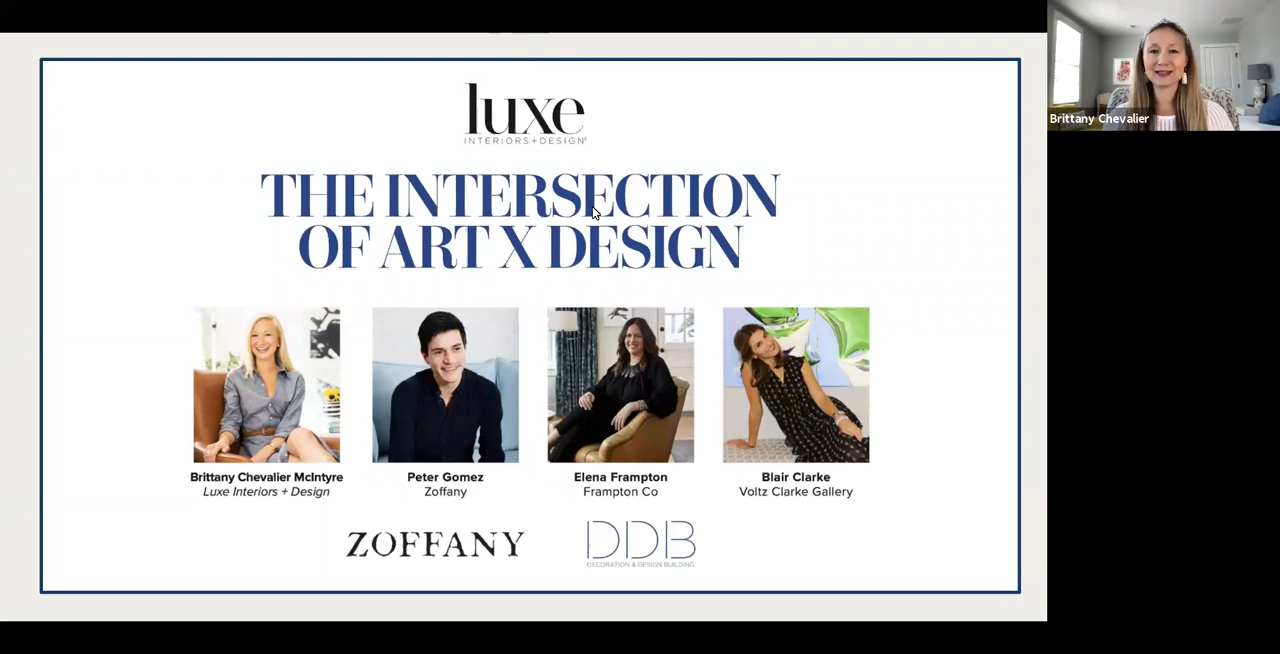 luxe
INTERIORS+DESIGN®
THE INTERSECTION
OF ART X DESIGN
Brittany Chevalier McIntyre
Luxe Interiors + Design
Peter Gomez
Zoffany
Elena Frampton
Frampton Co
Blair Clarke
Voltz Clarke Gallery
ZOFFANY
DDB
DECORATION & DESIGN BUILDING
Brittany Chevalier